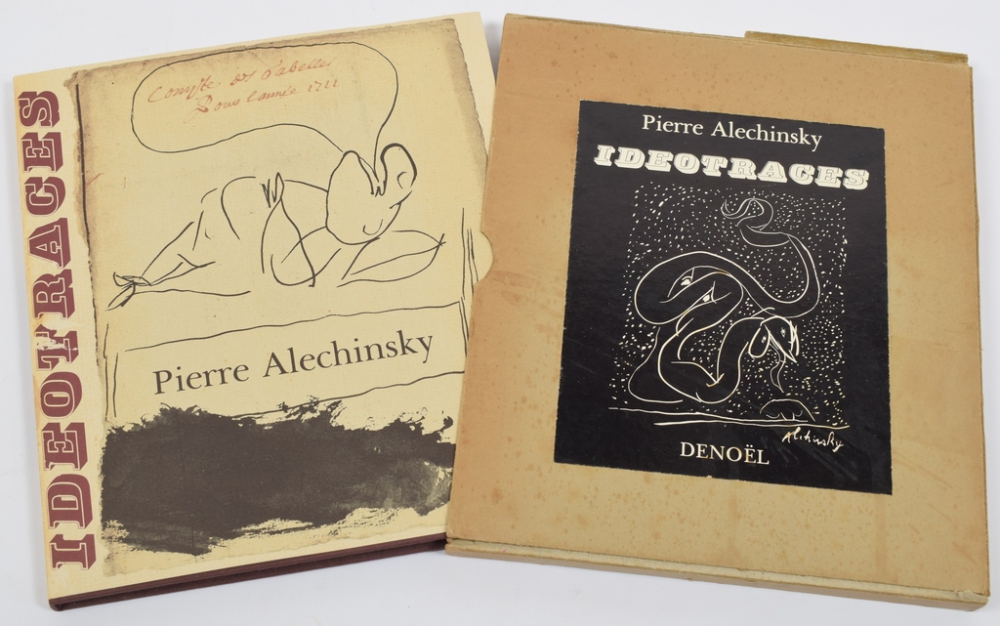 IDEOTRACES
Compte des Abeilles
Pour l'année 1711
Pierre Alechinsky
Pierre Alechinsky
IDEOTRACES
Alechinsky
DENOËL